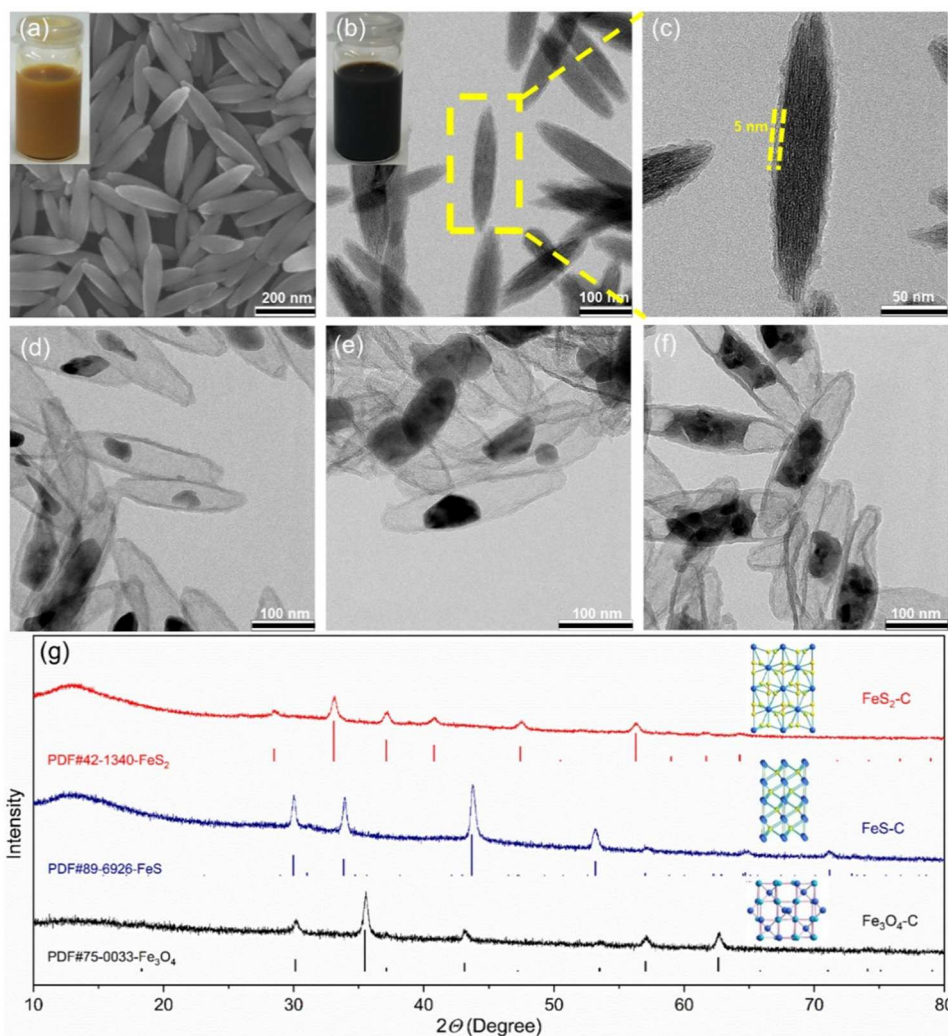 (a)
200 nm
(b)
100 nm
(c)
5 nm
50 nm
(d)
100 nm
(e)
100 nm
(f)
100 nm
(g)
FeS₂-C
PDF#42-1340-FeS₂
FeS-C
PDF#89-6926-FeS
Fe₃O₄-C
PDF#75-0033-Fe₃O₄
Intensity
10 20 30 40 50 60 70 80
2Θ (Degree)